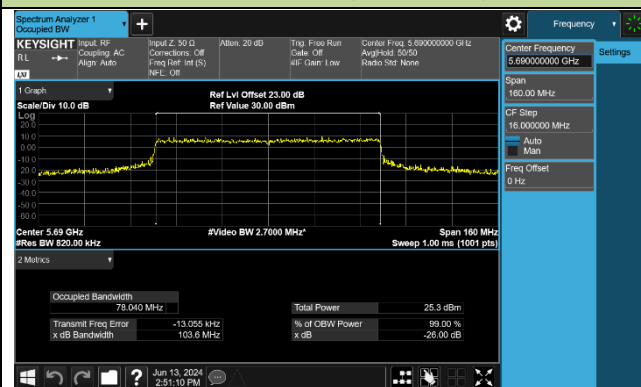 Spectrum Analyzer 1
Occupied BW
Frequency
KEYSIGHT
RL
LXI
Input: RF
Coupling: AC
Align: Auto
Input Z: 50 Ω
Corrections: Off
Freq Ref: Int (S)
NFE: Off
Atten: 20 dB
Trig: Free Run
Gate: Off
#IF Gain: Low
Center Freq: 5.690000000 GHz
Avg|Hold: 50/50
Radio Std: None
Center Frequency
5.690000000 GHz
Settings
Span
160.00 MHz
CF Step
16.000000 MHz
Auto
Man
Freq Offset
0 Hz
1 Graph
Scale/Div 10.0 dB
Ref Lvl Offset 23.00 dB
Ref Value 30.00 dBm
Log
20.0
10.0
0.00
-10.0
-20.0
-30.0
-40.0
-50.0
-60.0
Center 5.69 GHz
#Video BW 2.7000 MHz*
Span 160 MHz
#Res BW 820.00 kHz
Sweep 1.00 ms (1001 pts)
2 Metrics
Occupied Bandwidth
78.040 MHz
Total Power 25.3 dBm
Transmit Freq Error -13.055 kHz
% of OBW Power 99.00 %
x dB Bandwidth 103.6 MHz
x dB -26.00 dB
?
Jun 13, 2024
2:51:10 PM